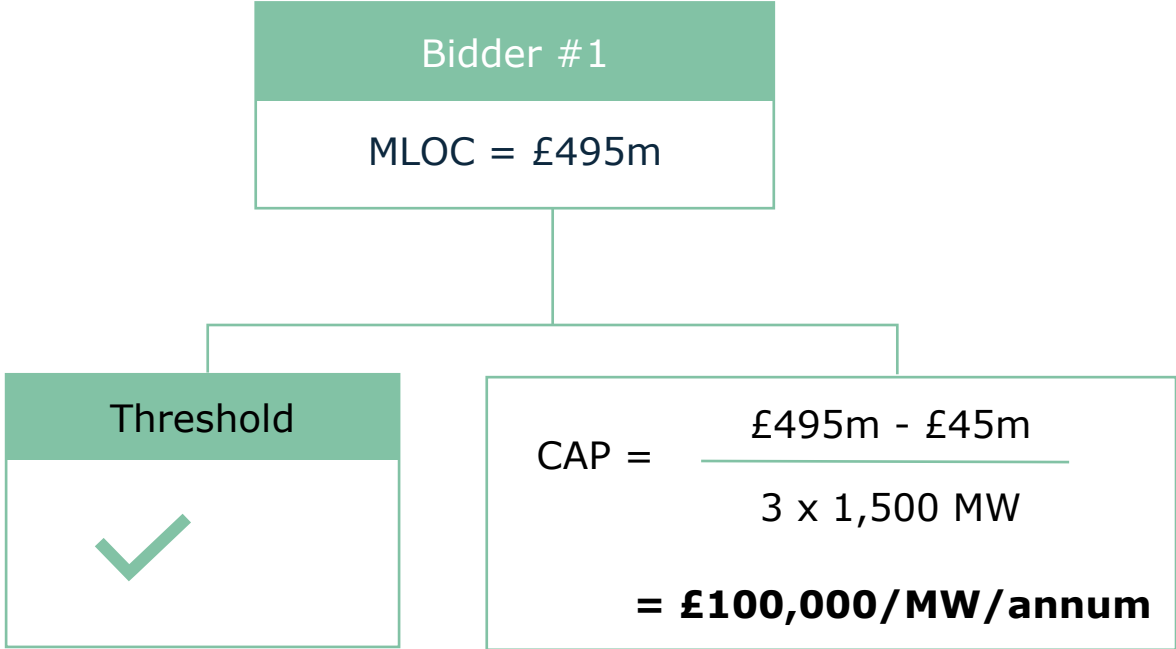 Bidder #1
MLOC = £495m
Threshold
CAP =
£495m - £45m
3 x 1,500 MW
= £100,000/MW/annum